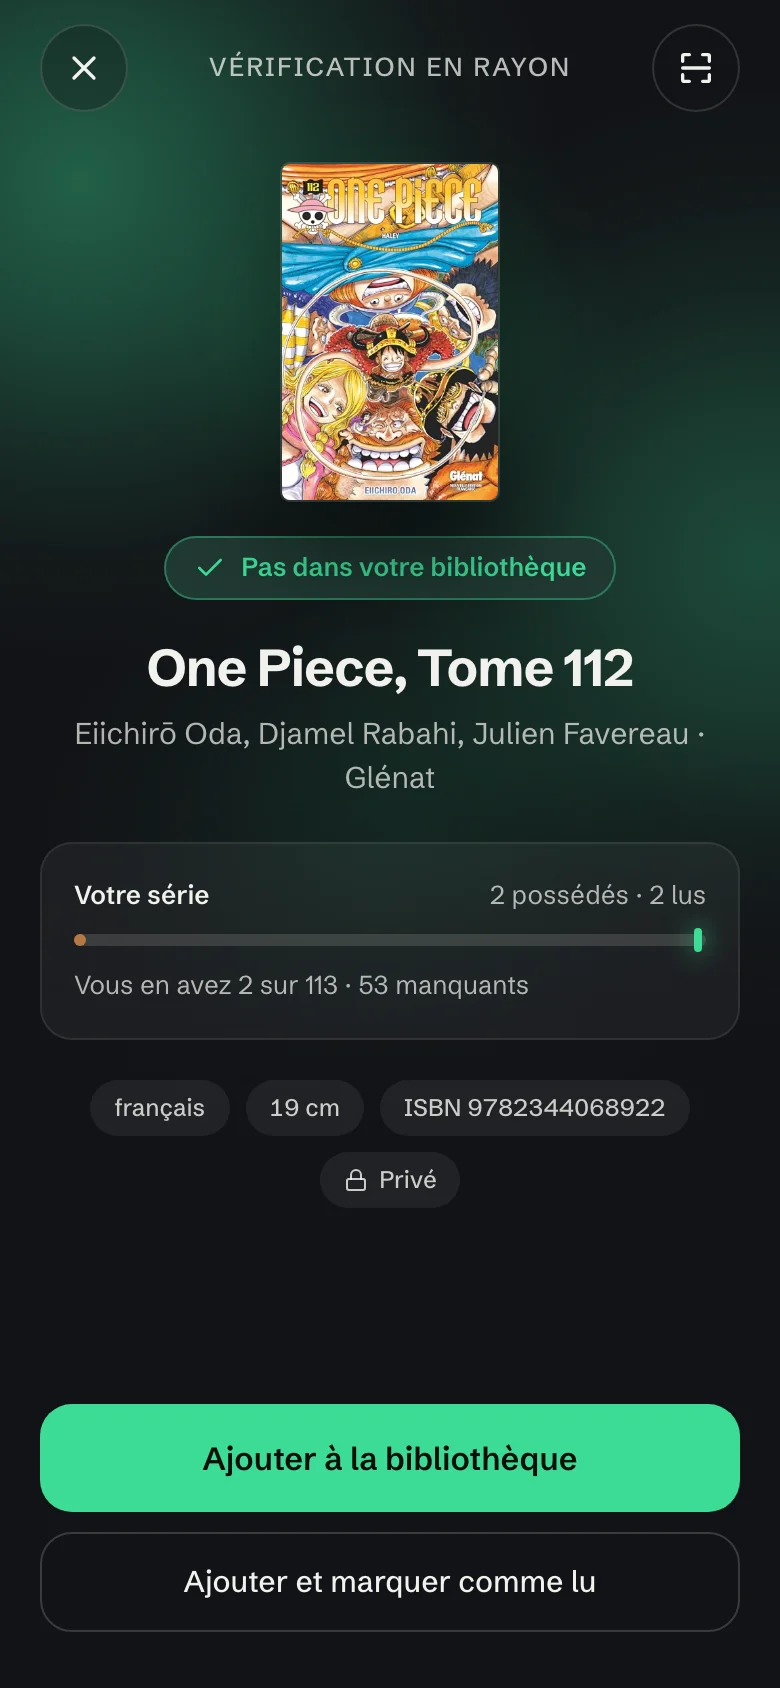 VÉRIFICATION EN RAYON
112
ONE PIECE
HALEY
Glénat
EIICHIRO ODA
Pas dans votre bibliothèque
One Piece, Tome 112
Eiichirō Oda, Djamel Rabahi, Julien Favereau ·
Glénat
Votre série
2 possédés · 2 lus
Vous en avez 2 sur 113 · 53 manquants
français
19 cm
ISBN 9782344068922
Privé
Ajouter à la bibliothèque
Ajouter et marquer comme lu